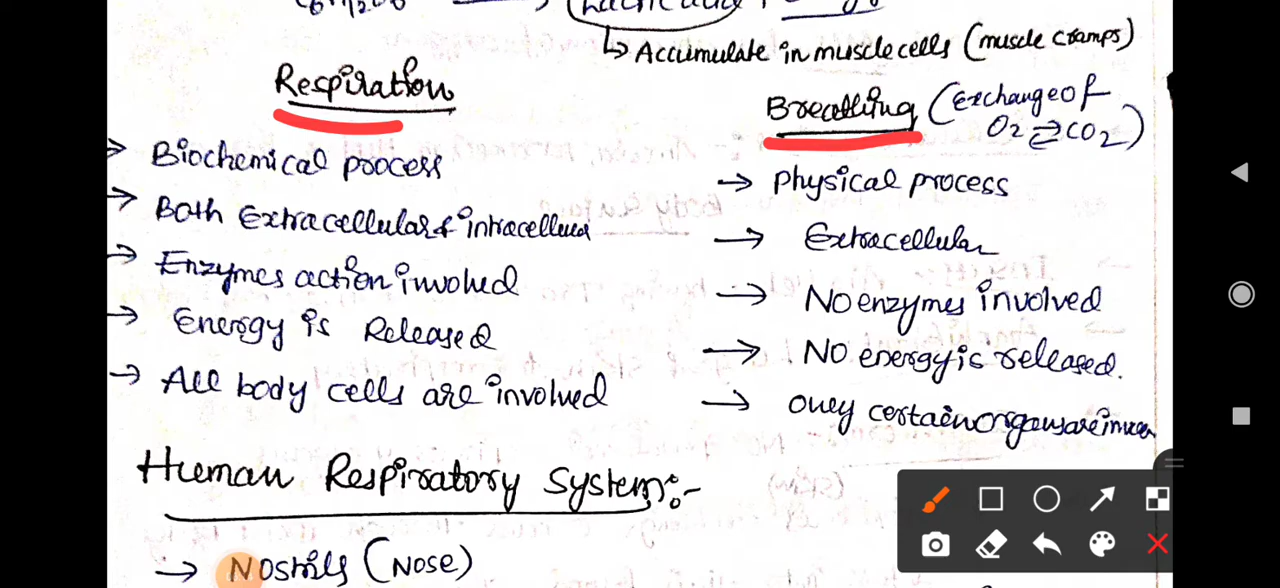 ↳ Accumulate in muscle cells (muscle cramps)
Respiration
→ Biochemical process
→ Both Extracellular & intracellular
→ Enzymes action involved
→ Energy is Released
→ All body cells are involved
Breathing (Exchange of
O2 ⇄ CO2)
→ Physical process
→ Extracellular
→ No enzymes involved
→ No energy is released.
→ only certain organs are
Human Respiratory System:-
→ Nostrils (Nose)